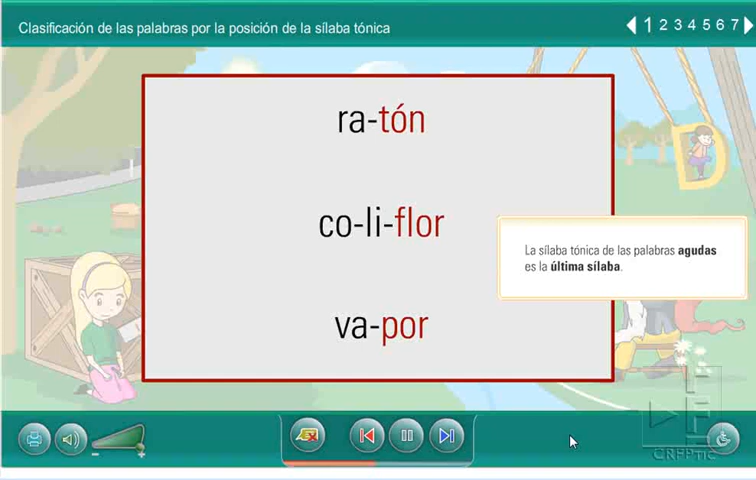 Clasificación de las palabras por la posición de la sílaba tónica
1 2 3 4 5 6 7
ra-tón
co-li-flor
va-por
La sílaba tónica de las palabras agudas
es la última sílaba.
D
CREPTIC